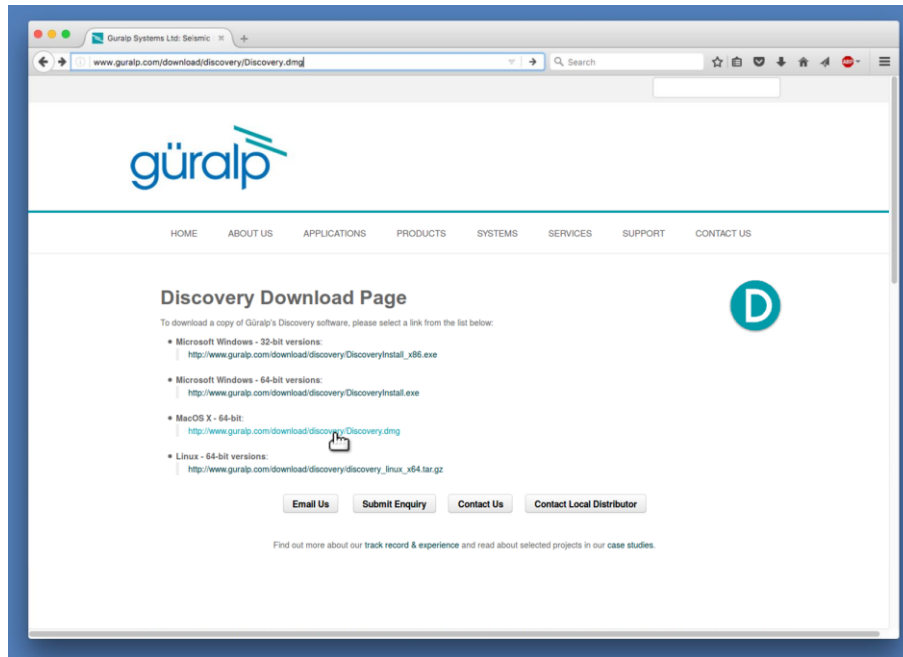 Guralp Systems Ltd: Seismic
www.guralp.com/download/discovery/Discovery.dmg
Search
ABP
güralp
HOME ABOUT US APPLICATIONS PRODUCTS SYSTEMS SERVICES SUPPORT CONTACT US
Discovery Download Page
D
To download a copy of Güralp's Discovery software, please select a link from the list below:
• Microsoft Windows - 32-bit versions:
http://www.guralp.com/download/discovery/DiscoveryInstall_x86.exe
• Microsoft Windows - 64-bit versions:
http://www.guralp.com/download/discovery/DiscoveryInstall.exe
• MacOS X - 64-bit:
http://www.guralp.com/download/discovery/Discovery.dmg
• Linux - 64-bit versions:
http://www.guralp.com/download/discovery/discovery_linux_x64.tar.gz
Email Us Submit Enquiry Contact Us Contact Local Distributor
Find out more about our track record & experience and read about selected projects in our case studies.